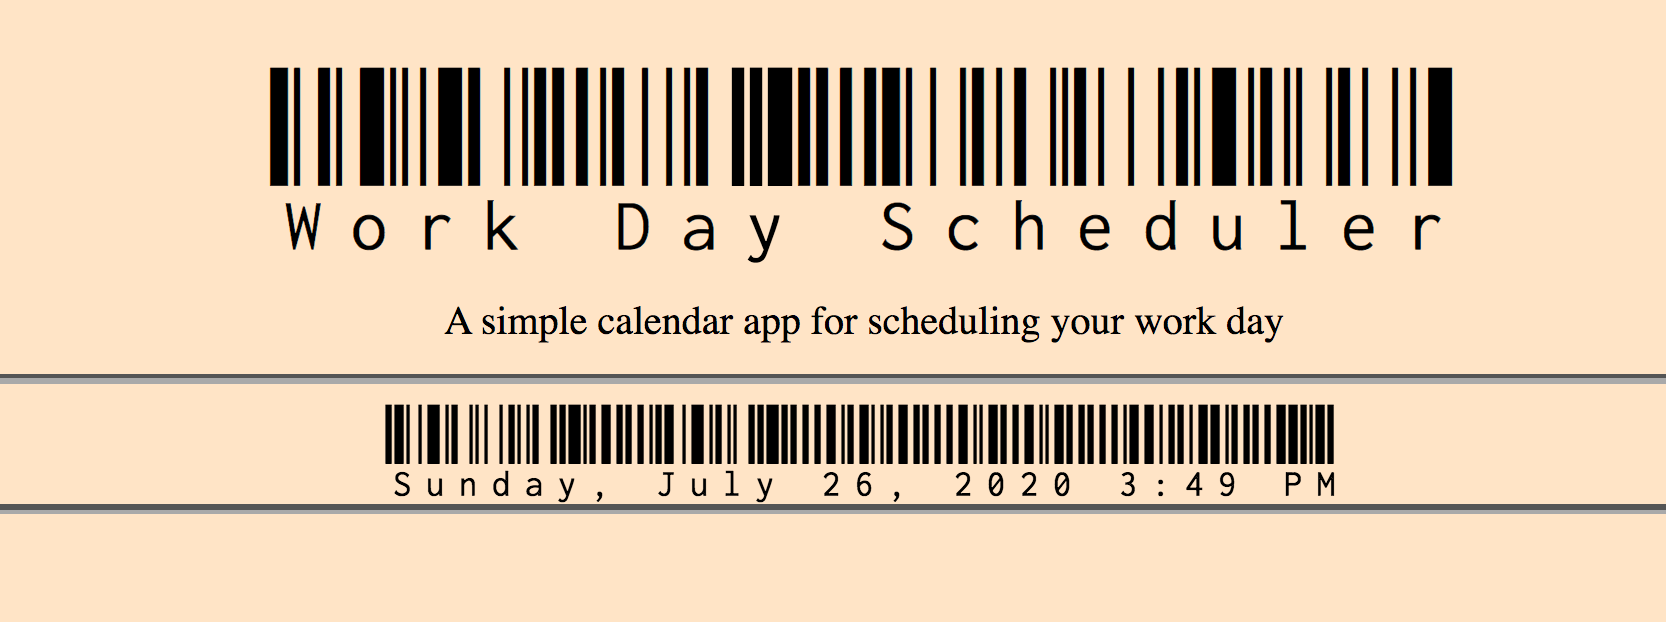 Work Day Scheduler
A simple calendar app for scheduling your work day
Sunday, July 26, 2020 3:49 PM